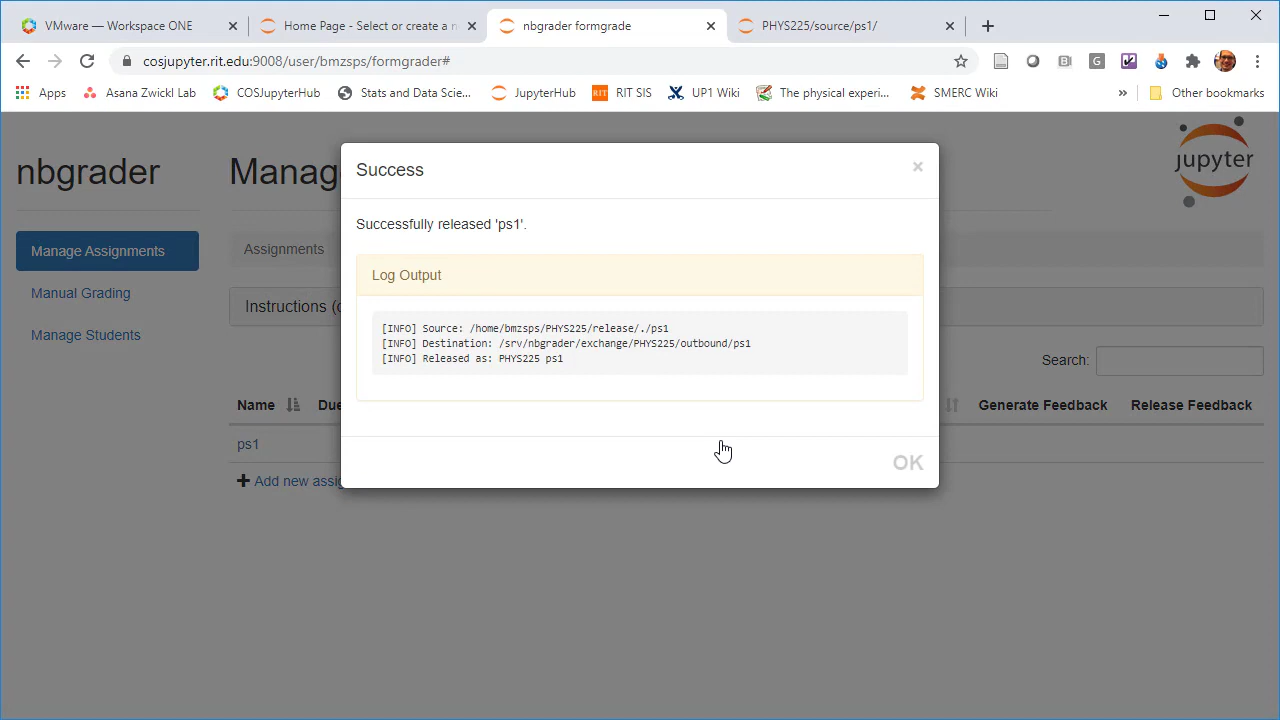 VMware — Workspace ONE
Home Page - Select or create a n
nbgrader formgrade
PHYS225/source/ps1/
cosjupyter.rit.edu:9008/user/bmzsps/formgrader#
Apps
Asana Zwickl Lab
COSJupyterHub
Stats and Data Scie...
JupyterHub
RIT
RIT SIS
UP1 Wiki
The physical experi...
SMERC Wiki
»
Other bookmarks
nbgrader
Manag
jupyter
Success
×
Successfully released 'ps1'.
Manage Assignments
Assignments
Log Output
Manual Grading
Instructions (
Manage Students
[INFO] Source: /home/bmzsps/PHYS225/release/./ps1
[INFO] Destination: /srv/nbgrader/exchange/PHYS225/outbound/ps1
[INFO] Released as: PHYS225 ps1
Search:
Name
Due
Generate Feedback
Release Feedback
ps1
OK
Add new assig